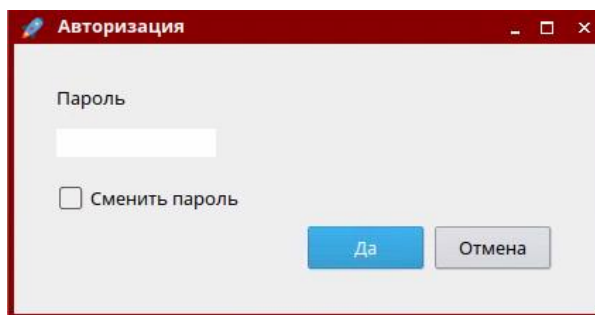 Авторизация
Пароль
Сменить пароль
Да Отмена